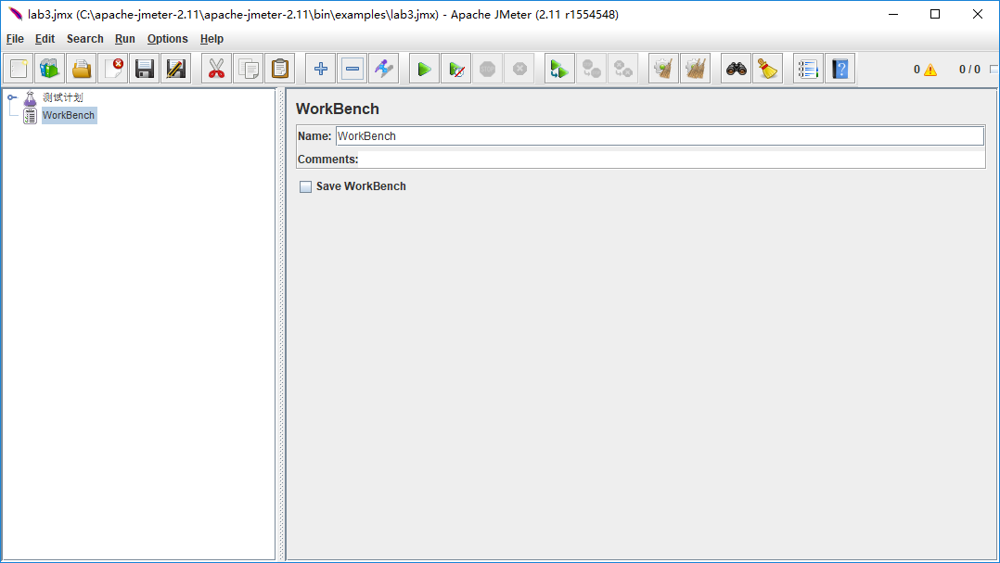 lab3.jmx (C:\apache-jmeter-2.11\apache-jmeter-2.11\bin\examples\lab3.jmx) - Apache JMeter (2.11 r1554548)
File Edit Search Run Options Help
0 0 / 0
测试计划
WorkBench
WorkBench
Name: WorkBench
Comments:
Save WorkBench